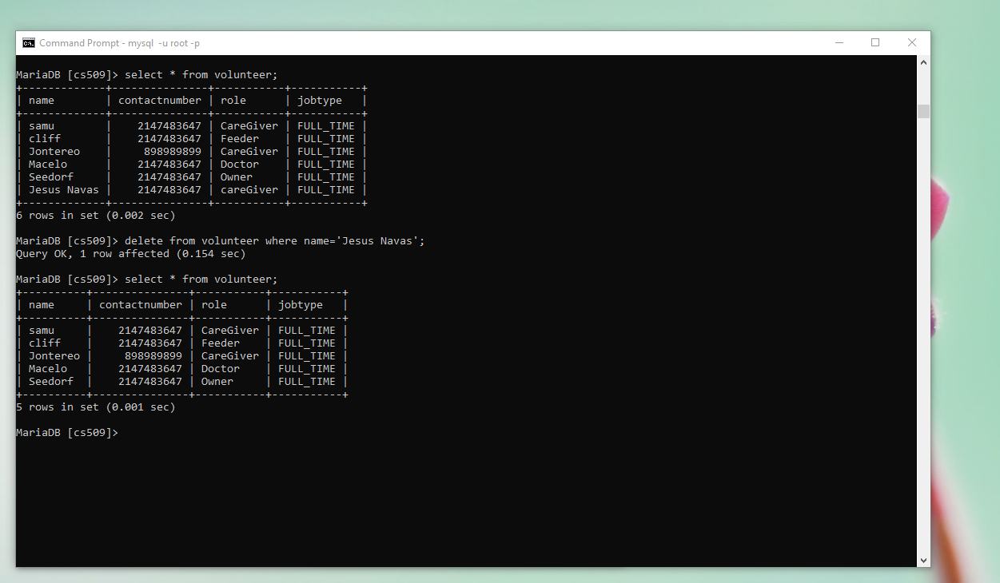 Command Prompt - mysql  -u root -p
MariaDB [cs509]> select * from volunteer;
+-------------+---------------+-----------+-----------+
| name        | contactnumber | role      | jobtype   |
+-------------+---------------+-----------+-----------+
| samu        |    2147483647 | CareGiver | FULL_TIME |
| cliff       |    2147483647 | Feeder    | FULL_TIME |
| Jontereo    |     898989899 | CareGiver | FULL_TIME |
| Macelo      |    2147483647 | Doctor    | FULL_TIME |
| Seedorf     |    2147483647 | Owner     | FULL_TIME |
| Jesus Navas |    2147483647 | careGiver | FULL_TIME |
+-------------+---------------+-----------+-----------+
6 rows in set (0.002 sec)
MariaDB [cs509]> delete from volunteer where name='Jesus Navas';
Query OK, 1 row affected (0.154 sec)
MariaDB [cs509]> select * from volunteer;
+----------+---------------+-----------+-----------+
| name     | contactnumber | role      | jobtype   |
+----------+---------------+-----------+-----------+
| samu     |    2147483647 | CareGiver | FULL_TIME |
| cliff    |    2147483647 | Feeder    | FULL_TIME |
| Jontereo |     898989899 | CareGiver | FULL_TIME |
| Macelo   |    2147483647 | Doctor    | FULL_TIME |
| Seedorf  |    2147483647 | Owner     | FULL_TIME |
+----------+---------------+-----------+-----------+
5 rows in set (0.001 sec)
MariaDB [cs509]>